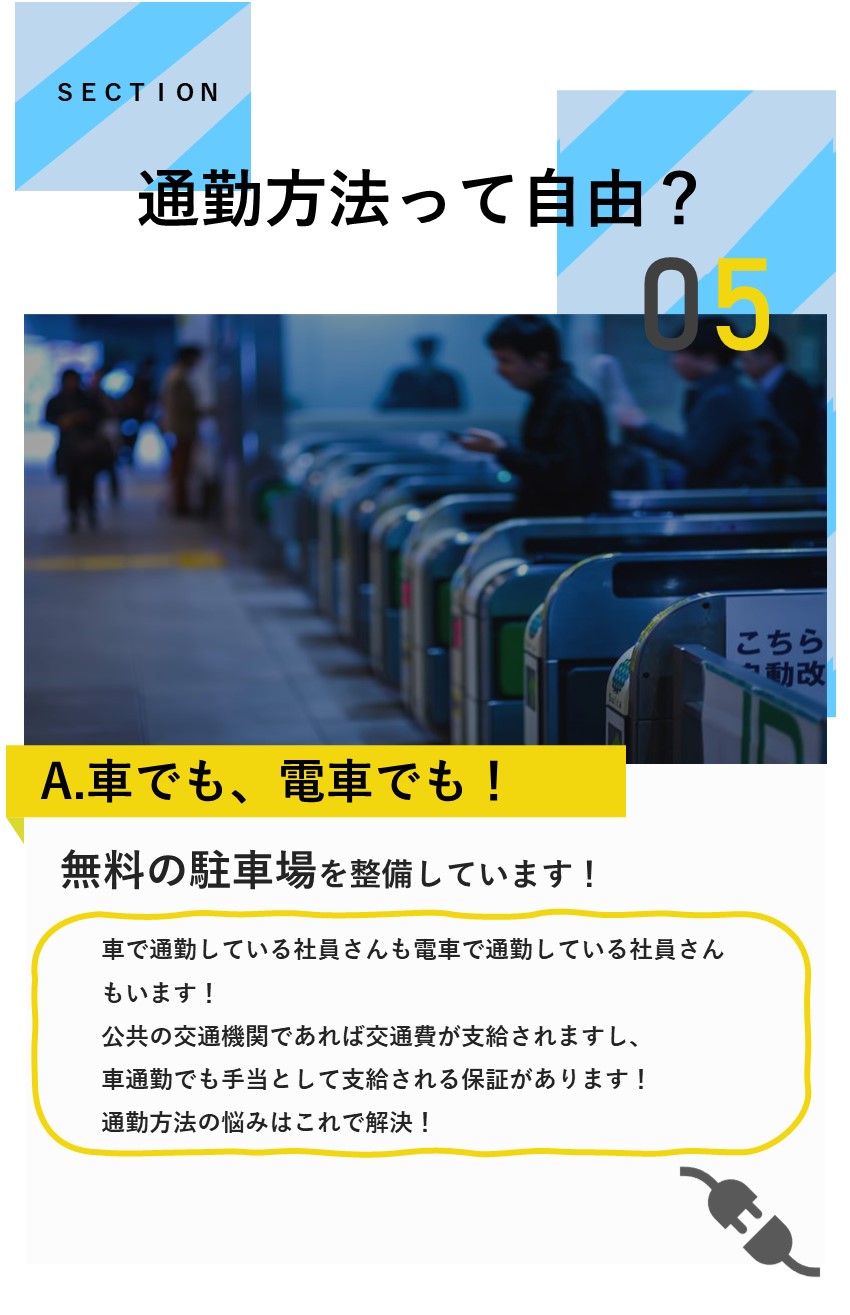 SECTION
通勤方法って自由？
05
こちら
自動改
A.車でも、電車でも！
無料の駐車場を整備しています！
車で通勤している社員さんも電車で通勤している社員さん
もいます！
公共の交通機関であれば交通費が支給されますし、
車通勤でも手当として支給される保証があります！
通勤方法の悩みはこれで解決！